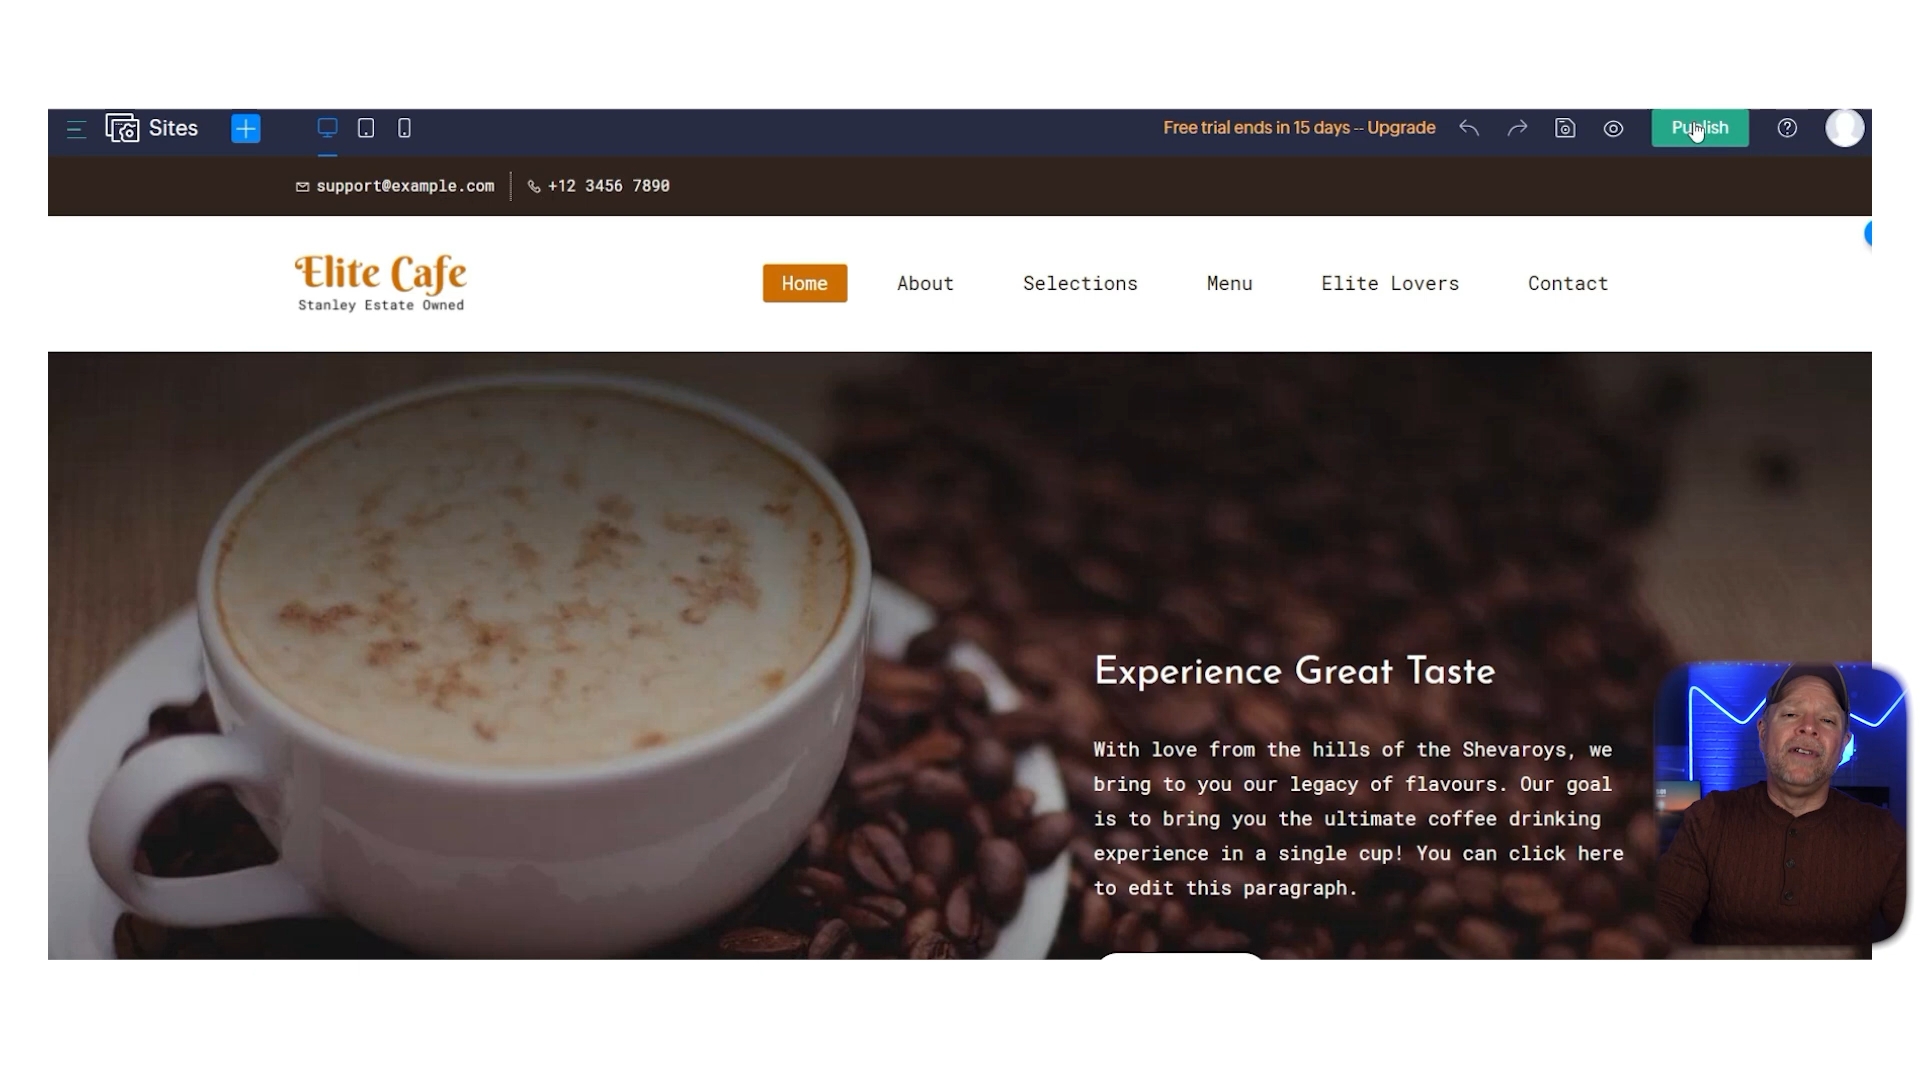 Sites
Free trial ends in 15 days -- Upgrade
Publish
support@example.com
+12 3456 7890
Elite Cafe
Stanley Estate Owned
Home
About
Selections
Menu
Elite Lovers
Contact
Experience Great Taste
With love from the hills of the Shevaroys, we
bring to you our legacy of flavours. Our goal
is to bring you the ultimate coffee drinking
experience in a single cup! You can click here
to edit this paragraph.